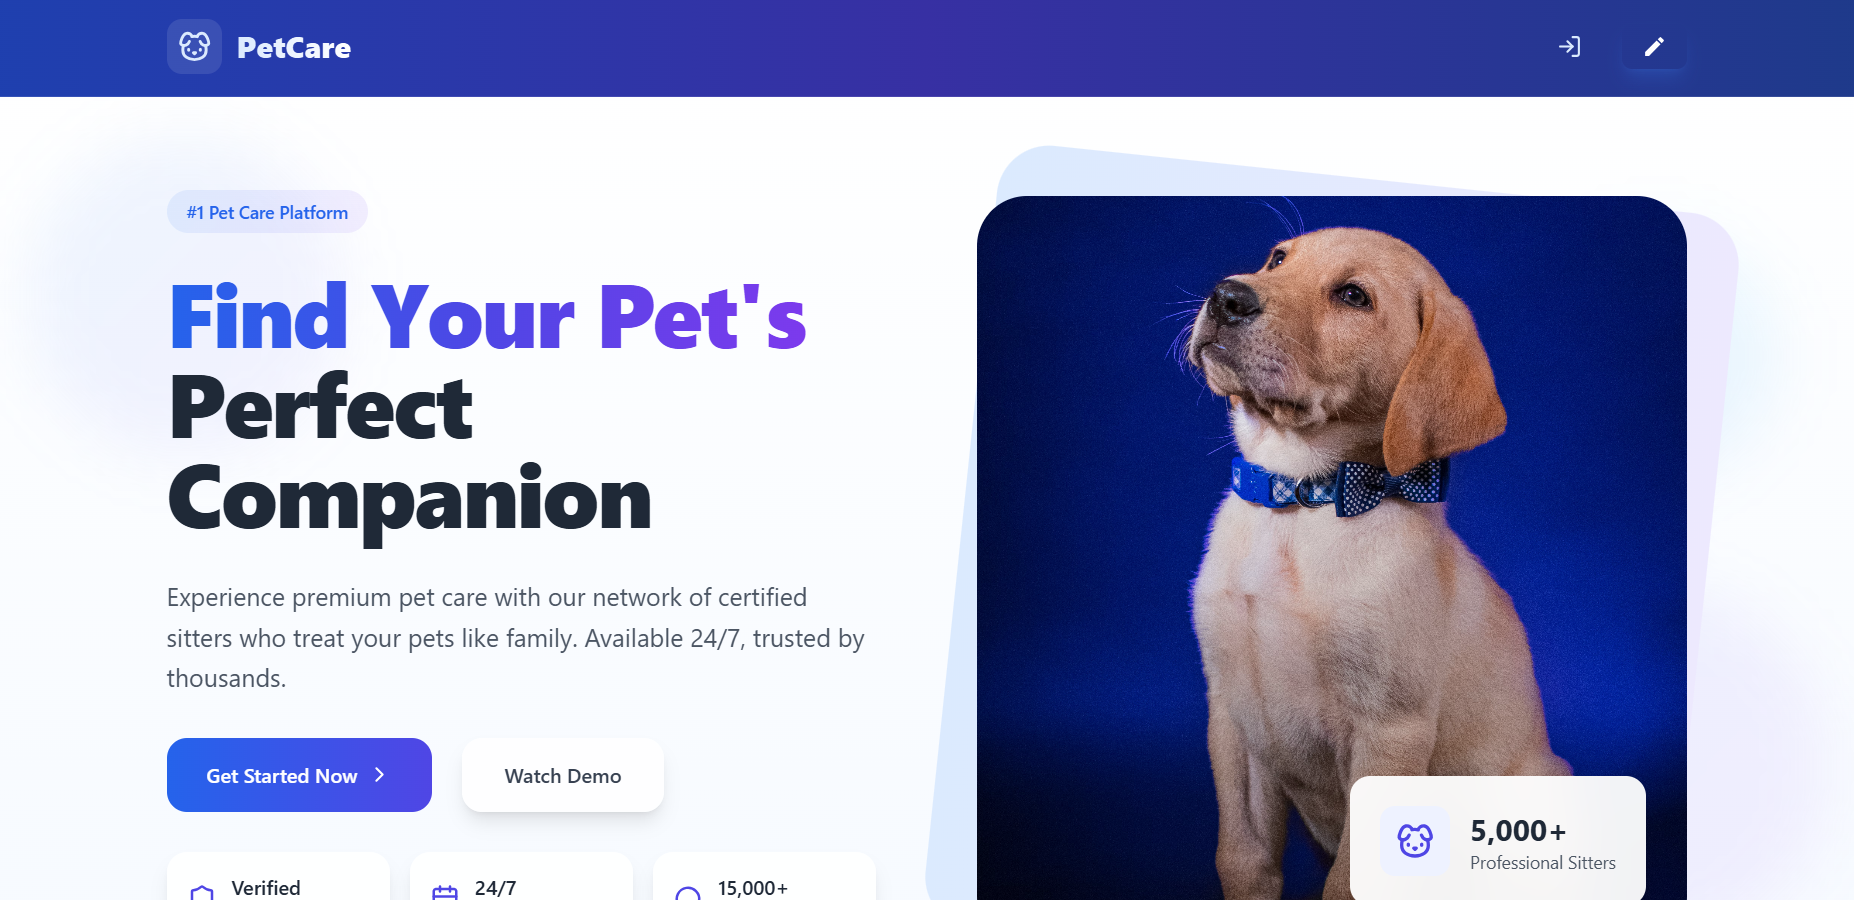 PetCare
#1 Pet Care Platform
Find Your Pet's
Perfect
Companion
Experience premium pet care with our network of certified
sitters who treat your pets like family. Available 24/7, trusted by
thousands.
Get Started Now
Watch Demo
5,000+
Professional Sitters
Verified
24/7
15,000+